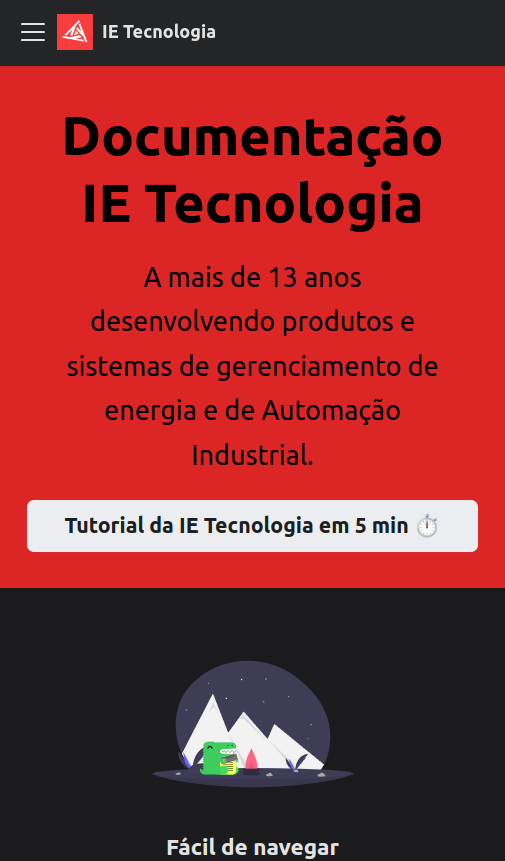 IE Tecnologia
Documentação
IE Tecnologia
A mais de 13 anos
desenvolvendo produtos e
sistemas de gerenciamento de
energia e de Automação
Industrial.
Tutorial da IE Tecnologia em 5 min ⏱️
Fácil de navegar